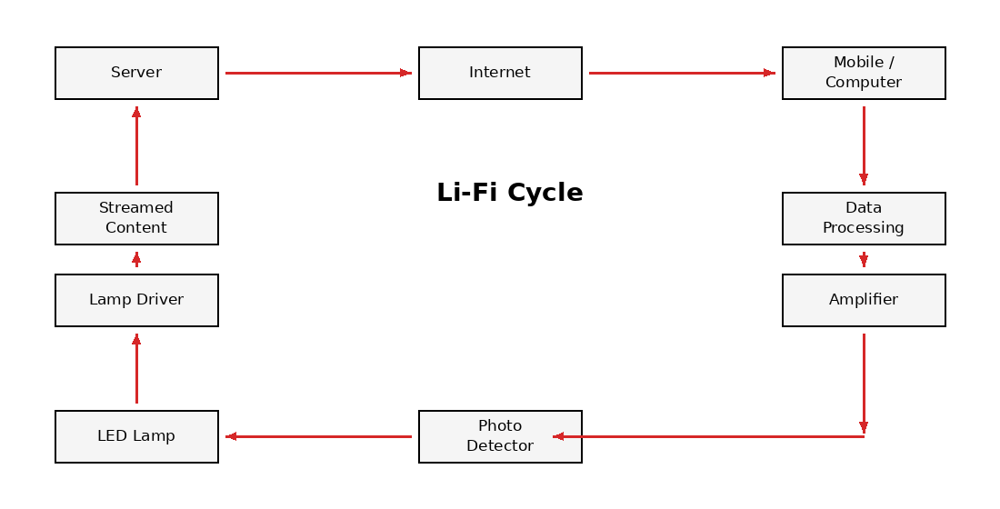 Server
Internet
Mobile /
Computer
Li-Fi Cycle
Streamed
Content
Data
Processing
Lamp Driver
Amplifier
LED Lamp
Photo
Detector